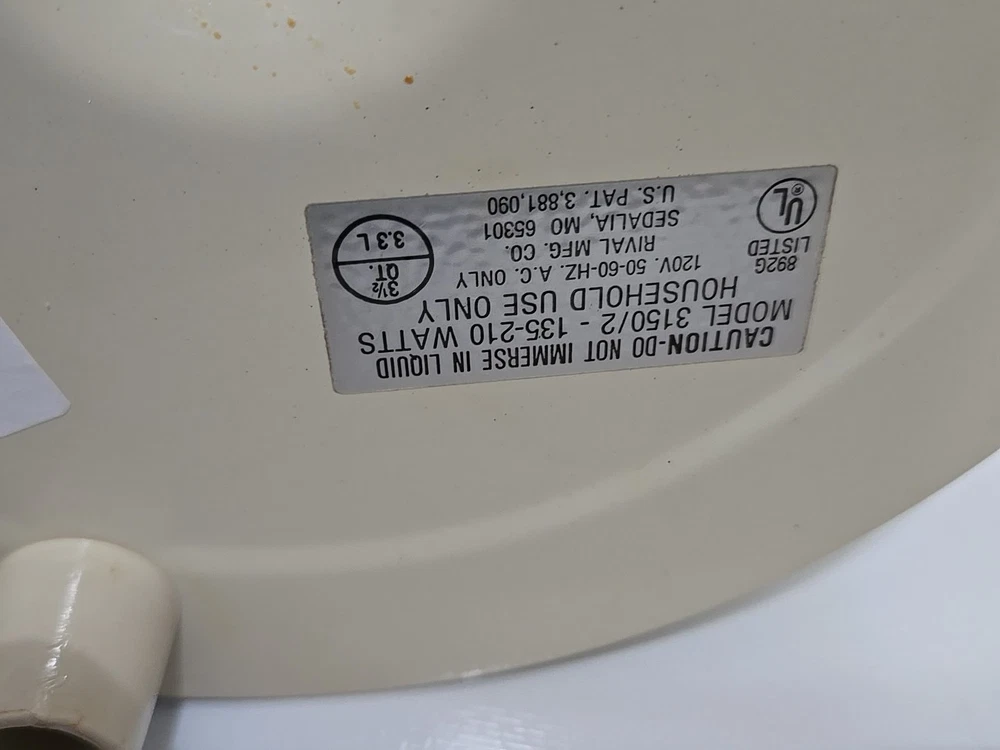 CAUTION-DO NOT IMMERSE IN LIQUID
MODEL 3150/2 - 135-210 WATTS
HOUSEHOLD USE ONLY
892G
LISTED
UL®
120V. 50-60-HZ. A.C. ONLY
RIVAL MFG. CO.
SEDALIA, MO 65301
U.S. PAT. 3,881,090
3½
QT.
3.3 L